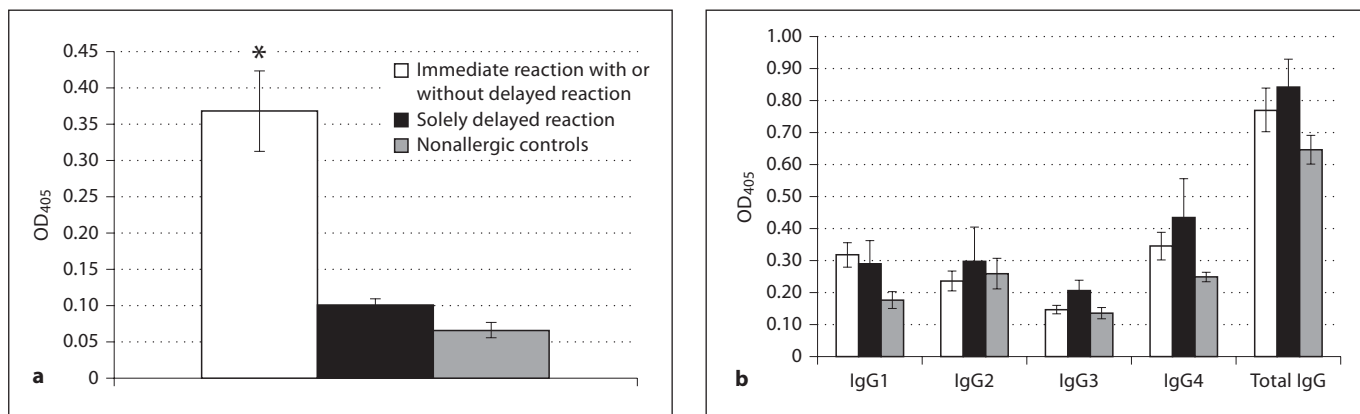 0.45
0.40
0.35
0.30
0.25
0.20
0.15
0.10
0.05
0
OD405
*
Immediate reaction with or
without delayed reaction
Solely delayed reaction
Nonallergic controls
a
1.00
0.90
0.80
0.70
0.60
0.50
0.40
0.30
0.20
0.10
0
OD405
IgG1 IgG2 IgG3 IgG4 Total IgG
b